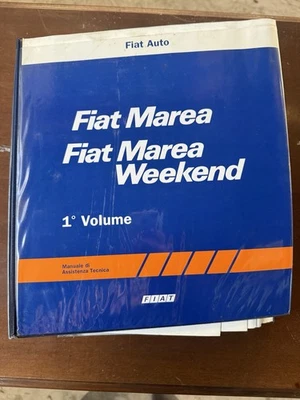 Fiat Auto
Fiat Marea
Fiat Marea
Weekend
1° Volume
Manuale di
Assistenza Tecnica
FIAT